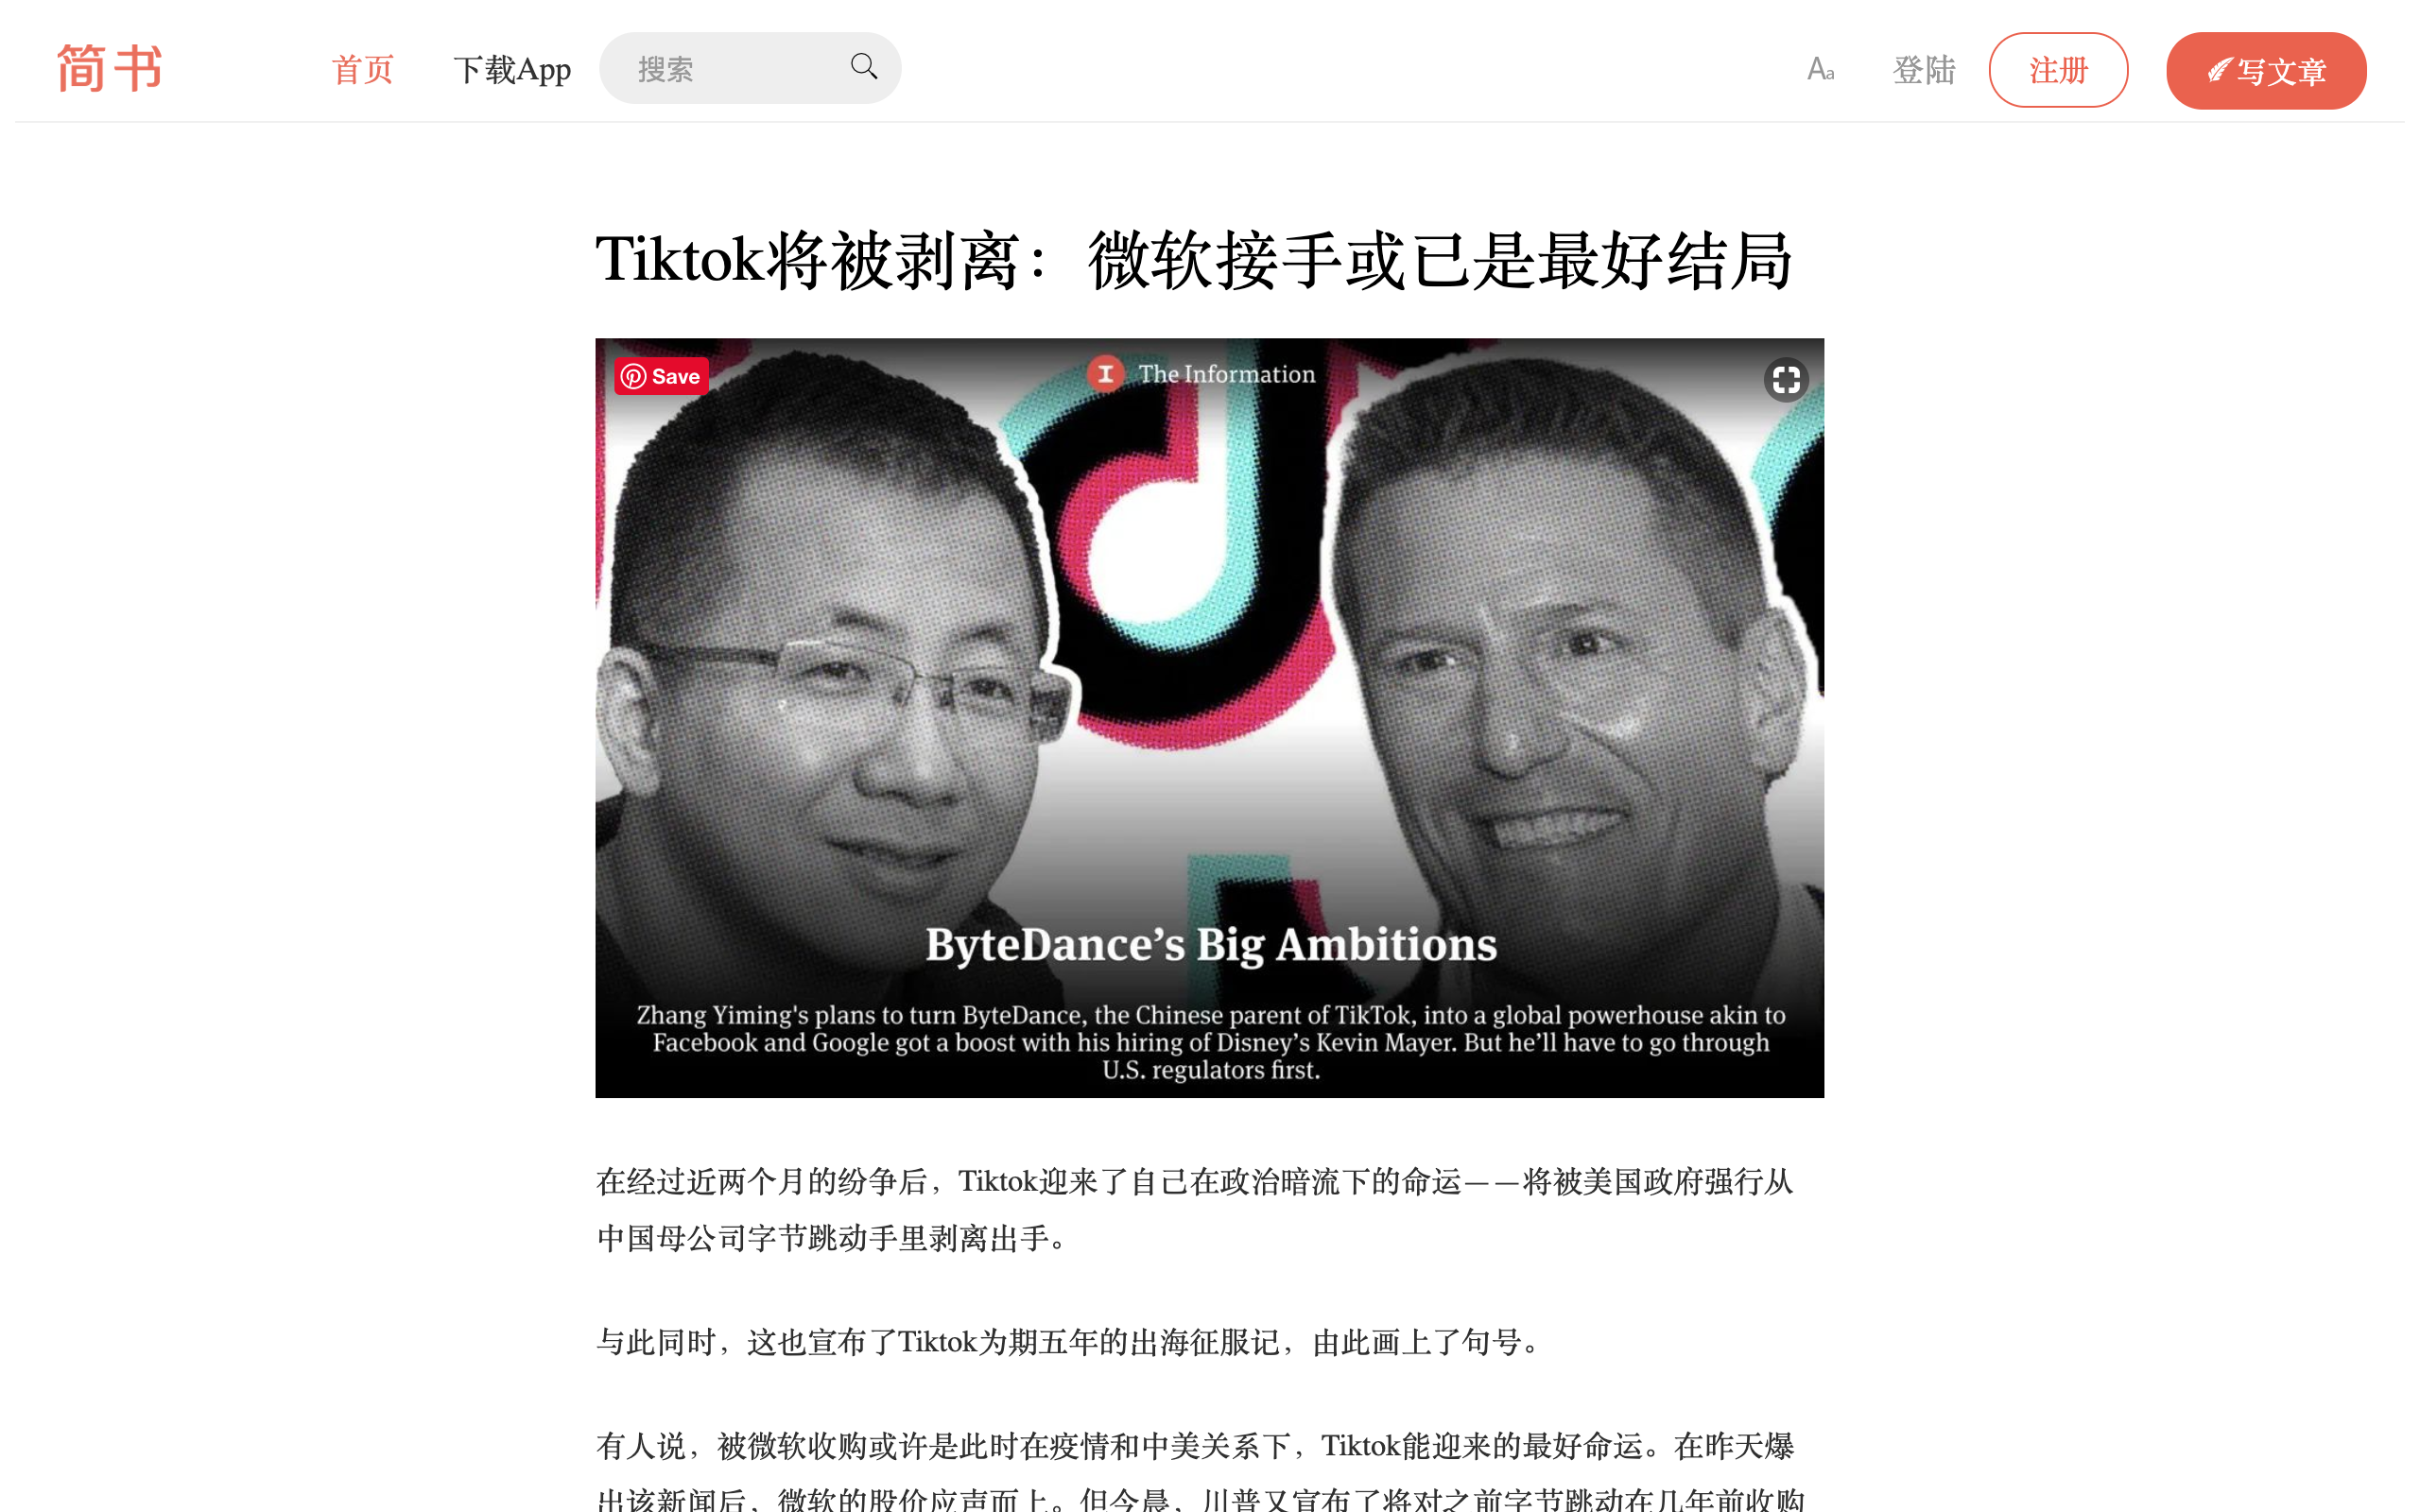 简书
首页
下载App
搜索
Aa
登陆
注册
写文章
Tiktok将被剥离：微软接手或已是最好结局
Save
I The Information
ByteDance’s Big Ambitions
Zhang Yiming's plans to turn ByteDance, the Chinese parent of TikTok, into a global powerhouse akin to
Facebook and Google got a boost with his hiring of Disney’s Kevin Mayer. But he’ll have to go through
U.S. regulators first.
在经过近两个月的纷争后，Tiktok迎来了自己在政治暗流下的命运——将被美国政府强行从
中国母公司字节跳动手里剥离出手。
与此同时，这也宣布了Tiktok为期五年的出海征服记，由此画上了句号。
有人说，被微软收购或许是此时在疫情和中美关系下，Tiktok能迎来的最好命运。在昨天爆
出该新闻后，微软的股价应声而上。但今晨，川普又宣布了将对之前字节跳动在几年前收购